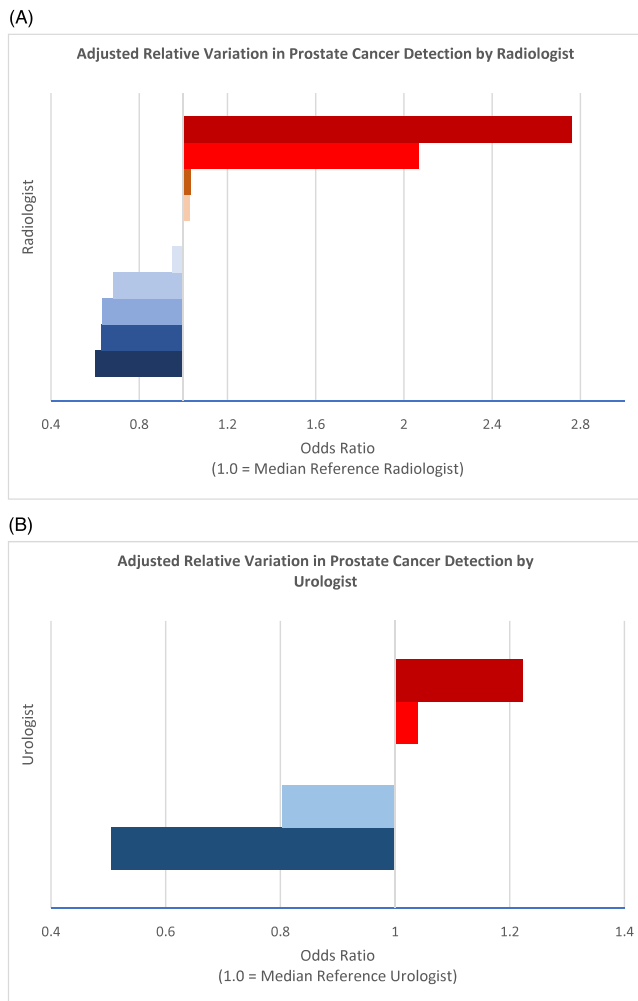 (A)
Adjusted Relative Variation in Prostate Cancer Detection by Radiologist
Radiologist
0.4 0.8 1.2 1.6 2 2.4 2.8
Odds Ratio
(1.0 = Median Reference Radiologist)
(B)
Adjusted Relative Variation in Prostate Cancer Detection by
Urologist
Urologist
0.4 0.6 0.8 1 1.2 1.4
Odds Ratio
(1.0 = Median Reference Urologist)